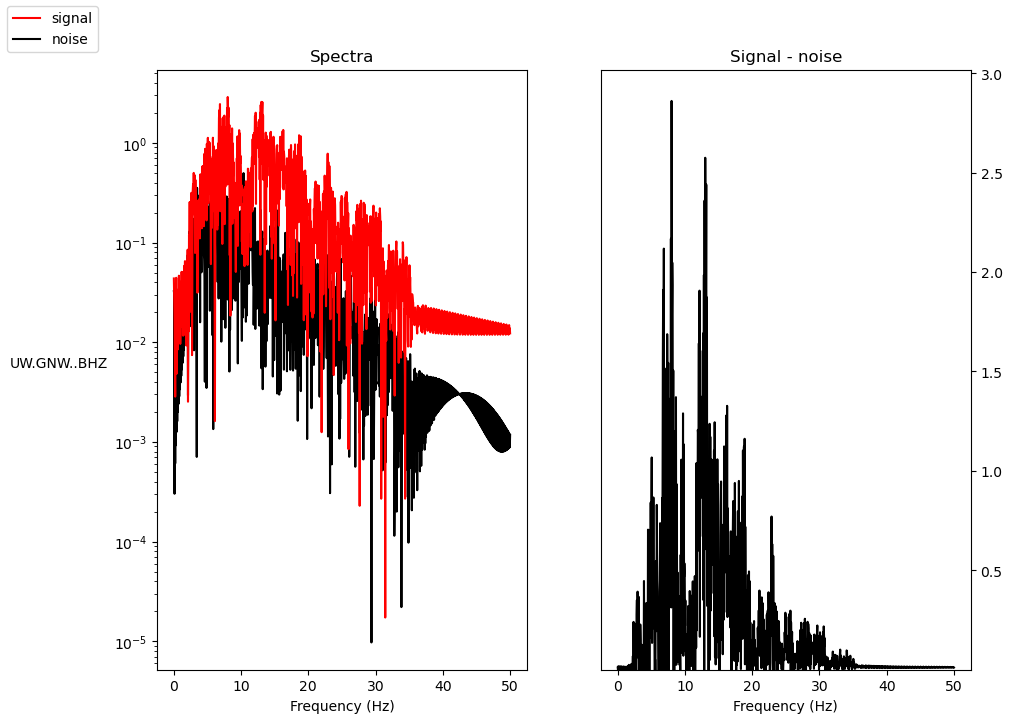 signal
noise
Spectra
Signal - noise
10⁰
10⁻¹
10⁻²
10⁻³
10⁻⁴
10⁻⁵
UW.GNW..BHZ
0 10 20 30 40 50
Frequency (Hz)
3.0
2.5
2.0
1.5
1.0
0.5
0 10 20 30 40 50
Frequency (Hz)